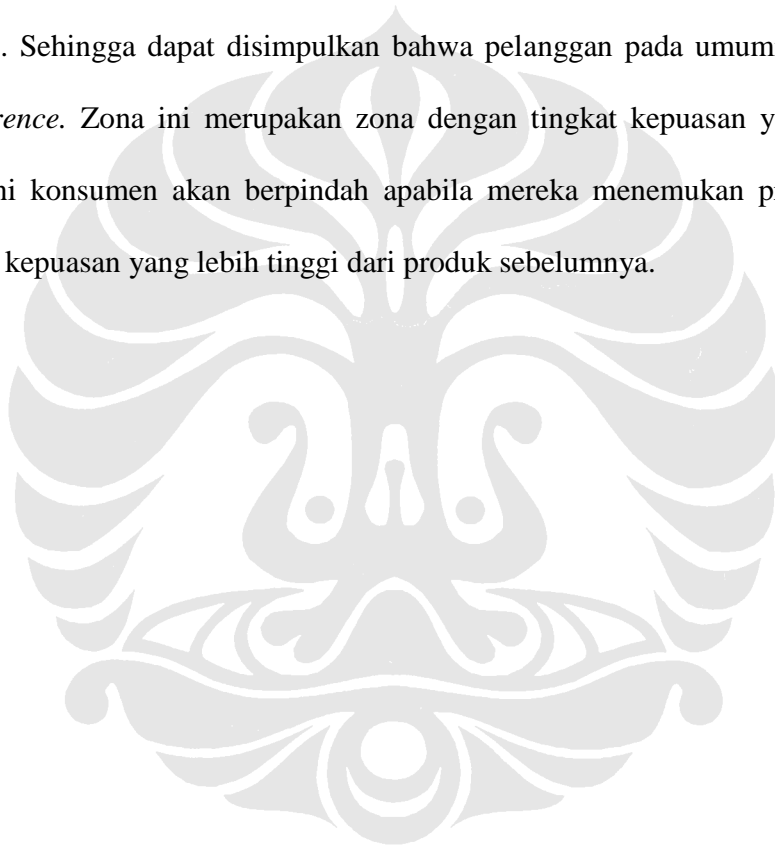 . Sehingga dapat disimpulkan bahwa pelanggan pada umum
rence. Zona ini merupakan zona dengan tingkat kepuasan y
ni konsumen akan berpindah apabila mereka menemukan p
kepuasan yang lebih tinggi dari produk sebelumnya.